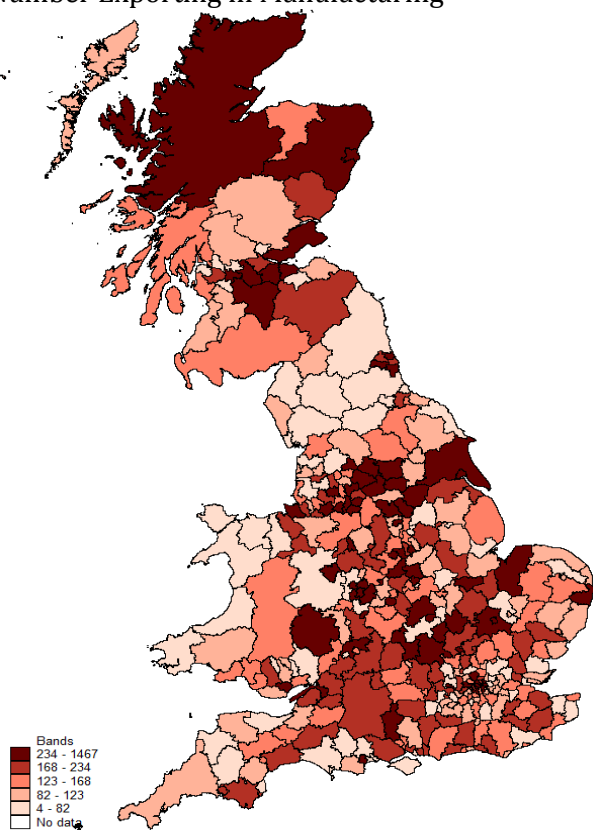 Number Exporting in Manufacturing
Bands
234 - 1467
168 - 234
123 - 168
82 - 123
4 - 82
No data